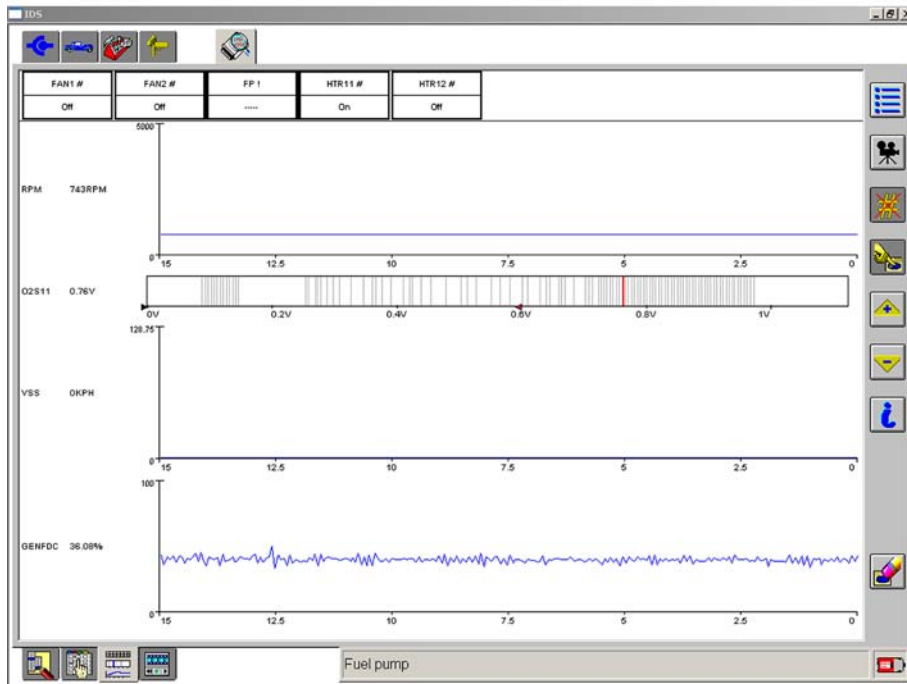 IDS
FAN1 # FAN2 # FP ! HTR11 # HTR12 #
Off Off ----- On Off
5000
RPM 743RPM
0 15 12.5 10 7.5 5 2.5 0
O2S11 0.76V
0V 0.2V 0.4V 0.6V 0.8V 1V
128.75
VSS 0KPH
0 15 12.5 10 7.5 5 2.5 0
100
GENFDC 36.08%
0 15 12.5 10 7.5 5 2.5 0
Fuel pump